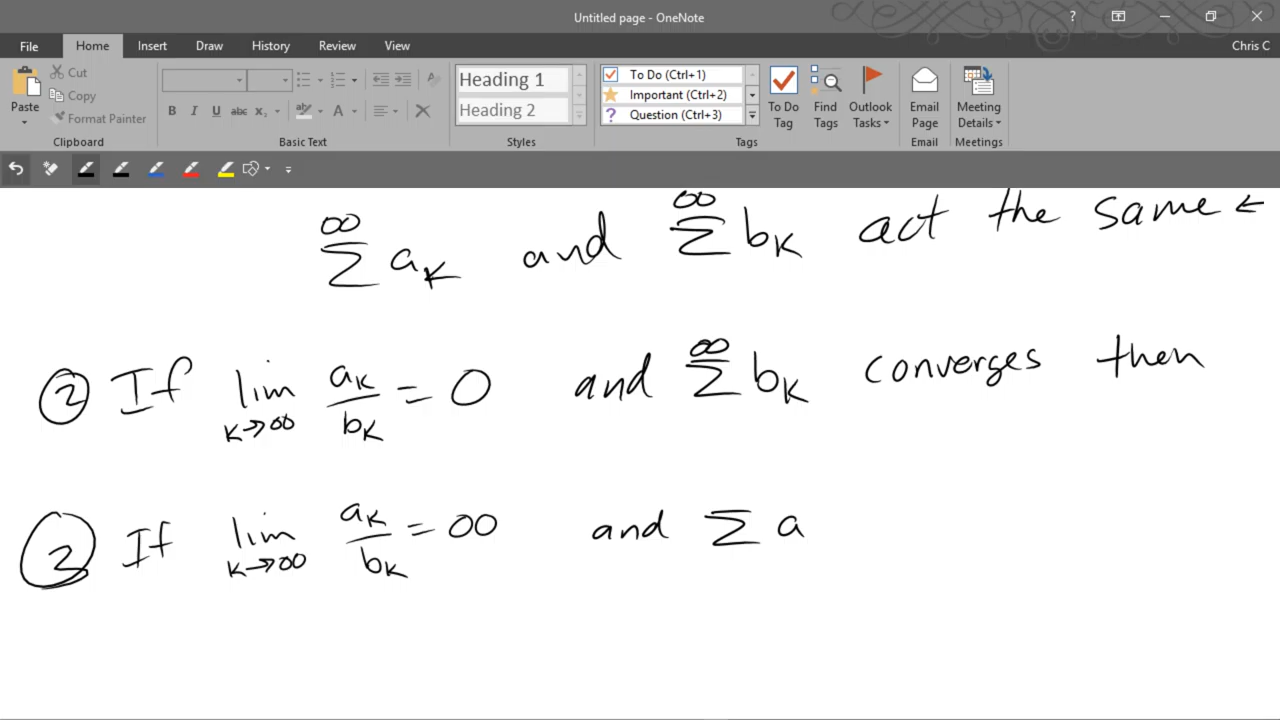 Untitled page - OneNote
?
File Home Insert Draw History Review View Chris C
Paste
Cut
Copy
Format Painter
Clipboard
B I U abc x₂ A
Basic Text
Heading 1
Heading 2
Styles
To Do (Ctrl+1)
Important (Ctrl+2)
? Question (Ctrl+3)
To Do Tag
Find Tags
Outlook Tasks
Tags
Email Page
Email
Meeting Details
Meetings
∞ Σ a_K and ∞ Σ b_K act the same ←
② If lim K→∞ a_K/b_K = 0 and ∞ Σ b_K converges then
③ If lim K→∞ a_K/b_K = ∞ and Σ a